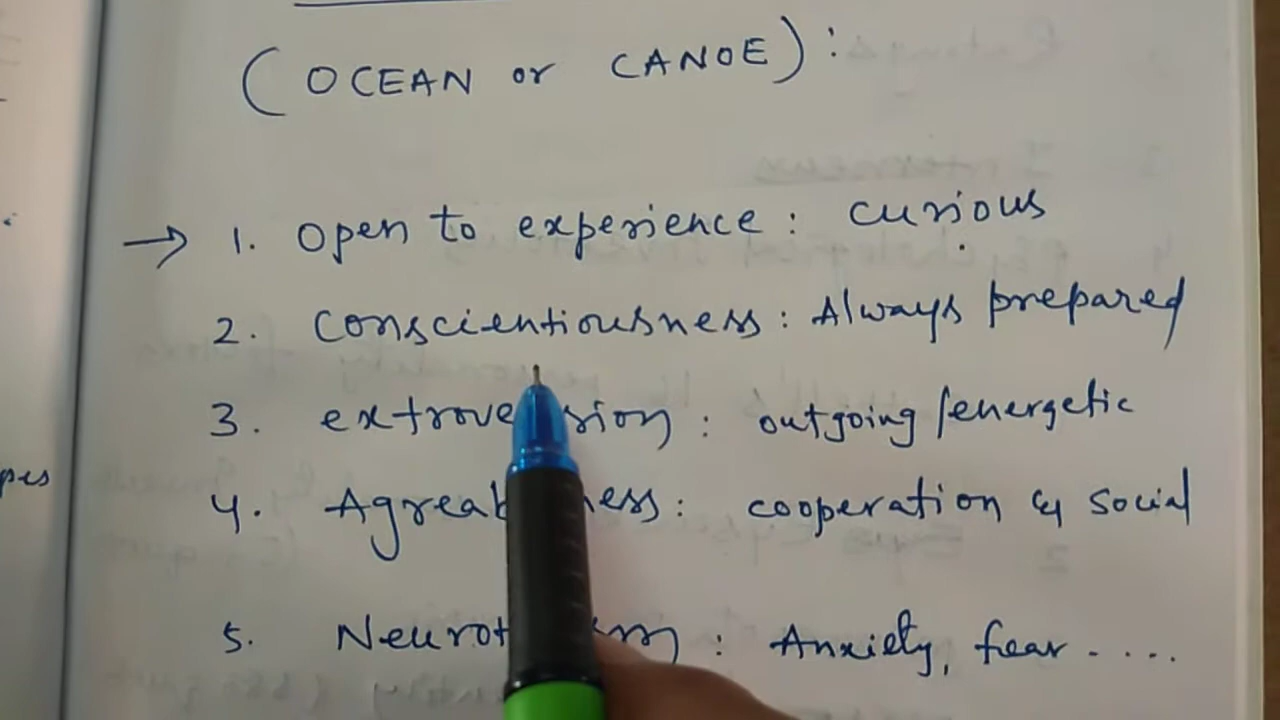 (OCEAN or CANOE):
→ 1. Open to experience: curious
2. Conscientiousness: Always prepared
3. : outgoing/energetic
4. : cooperation & social
5. : Anxiety, fear ....
pes